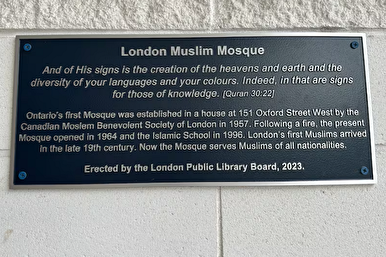 London Muslim Mosque
And of His signs is the creation of the heavens and earth and the
diversity of your languages and your colours. Indeed, in that are signs
for those of knowledge. [Quran 30:22]
Ontario's first Mosque was established in a house at 151 Oxford Street West by the
Canadian Moslem Benevolent Society of London in 1957. Following a fire, the present
Mosque opened in 1964 and the Islamic School in 1996. London's first Muslims arrived
in the late 19th century. Now the Mosque serves Muslims of all nationalities.
Erected by the London Public Library Board, 2023.